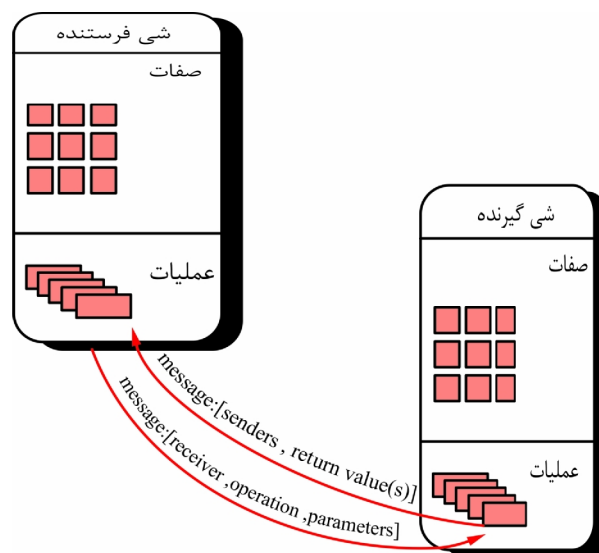 شی فرستنده
صفات
عملیات
شی گیرنده
صفات
عملیات
message:[senders , return value(s)]
message:[receiver ,operation ,parameters]